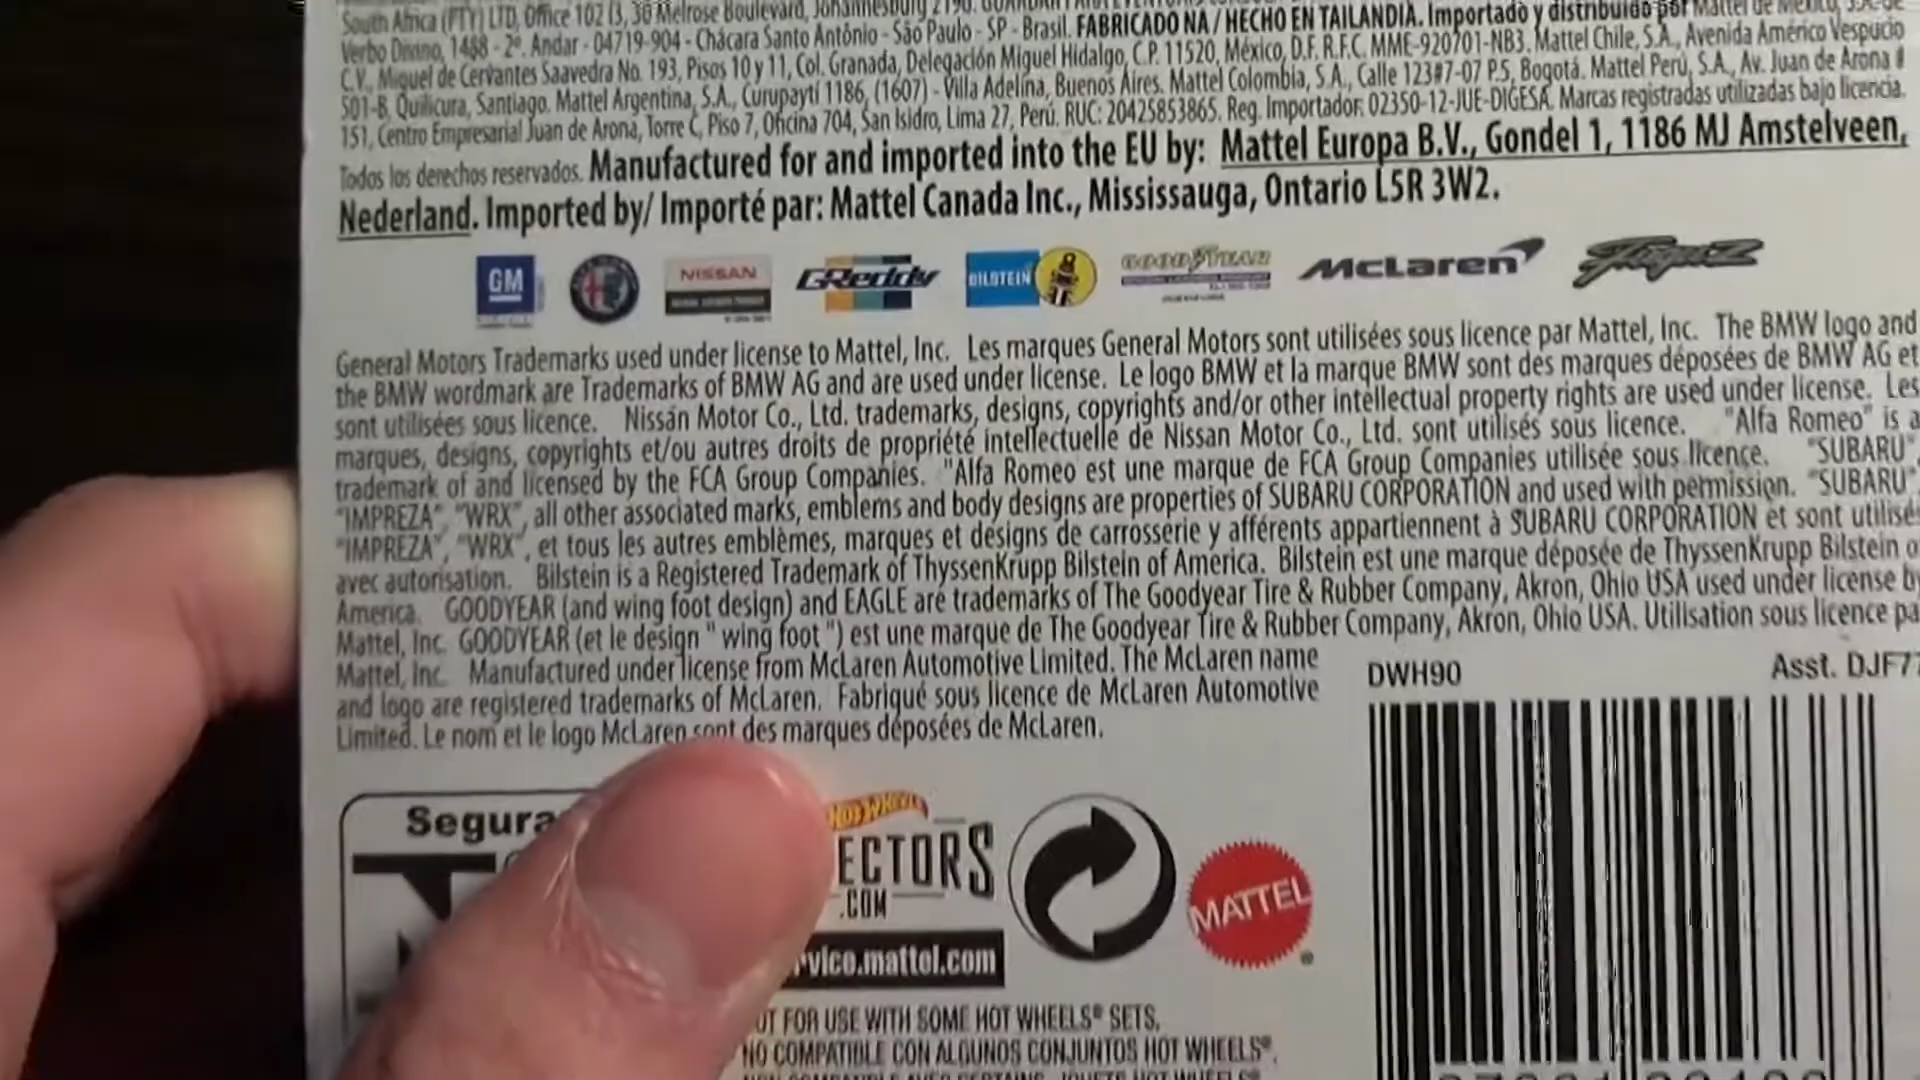 South Africa (PTY) LTD, Office 102 I3, 30 Melrose Boulevard, Johannesburg 2196.
Verbo Divino, 1488 - 2º. Andar - 04719-904 - Chácara Santo Antônio - São Paulo - SP - Brasil. FABRICADO NA / HECHO EN TAILANDIA. Importado y distribuido por Mattel de México, S.A. de
C.V., Miguel de Cervantes Saavedra No. 193, Pisos 10 y 11, Col. Granada, Delegación Miguel Hidalgo, C.P. 11520, México, D.F. R.F.C. MME-920701-NB3. Mattel Chile, S.A., Avenida Américo Vespucio
501-B, Quilicura, Santiago. Mattel Argentina, S.A., Curupaytí 1186, (1607) - Villa Adelina, Buenos Aires. Mattel Colombia, S.A., Calle 123#7-07 P.5, Bogotá. Mattel Perú, S.A., Av. Juan de Arona #
151, Centro Empresarial Juan de Arona, Torre C, Piso 7, Oficina 704, San Isidro, Lima 27, Perú. RUC: 20425853865. Reg. Importador: 02350-12-JUE-DIGESA. Marcas registradas utilizadas bajo licencia.
Todos los derechos reservados. Manufactured for and imported into the EU by: Mattel Europa B.V., Gondel 1, 1186 MJ Amstelveen,
Nederland. Imported by/ Importé par: Mattel Canada Inc., Mississauga, Ontario L5R 3W2.
GM NISSAN GReddy BILSTEIN GOODYEAR McLaren
General Motors Trademarks used under license to Mattel, Inc. Les marques General Motors sont utilisées sous licence par Mattel, Inc. The BMW logo and
the BMW wordmark are Trademarks of BMW AG and are used under license. Le logo BMW et la marque BMW sont des marques déposées de BMW AG et
sont utilisées sous licence. Nissan Motor Co., Ltd. trademarks, designs, copyrights and/or other intellectual property rights are used under license. Les
marques, designs, copyrights et/ou autres droits de propriété intellectuelle de Nissan Motor Co., Ltd. sont utilisés sous licence. "Alfa Romeo" is a
trademark of and licensed by the FCA Group Companies. "Alfa Romeo est une marque de FCA Group Companies utilisée sous licence. "SUBARU",
"IMPREZA", "WRX", all other associated marks, emblems and body designs are properties of SUBARU CORPORATION and used with permission. "SUBARU",
"IMPREZA", "WRX", et tous les autres emblèmes, marques et designs de carrosserie y afférents appartiennent à SUBARU CORPORATION et sont utilisés
avec autorisation. Bilstein is a Registered Trademark of ThyssenKrupp Bilstein of America. Bilstein est une marque déposée de ThyssenKrupp Bilstein of
America. GOODYEAR (and wing foot design) and EAGLE are trademarks of The Goodyear Tire & Rubber Company, Akron, Ohio USA used under license by
Mattel, Inc. GOODYEAR (et le design " wing foot ") est une marque de The Goodyear Tire & Rubber Company, Akron, Ohio USA. Utilisation sous licence pa
Mattel, Inc. Manufactured under license from McLaren Automotive Limited. The McLaren name
and logo are registered trademarks of McLaren. Fabriqué sous licence de McLaren Automotive
Limited. Le nom et le logo McLaren sont des marques déposées de McLaren.
DWH90 Asst. DJF77
Segura
HOT WHEELS
ECTORS
.COM
rvice.mattel.com
MATTEL
OT FOR USE WITH SOME HOT WHEELS® SETS.
NO COMPATIBLE CON ALGUNOS CONJUNTOS HOT WHEELS®.